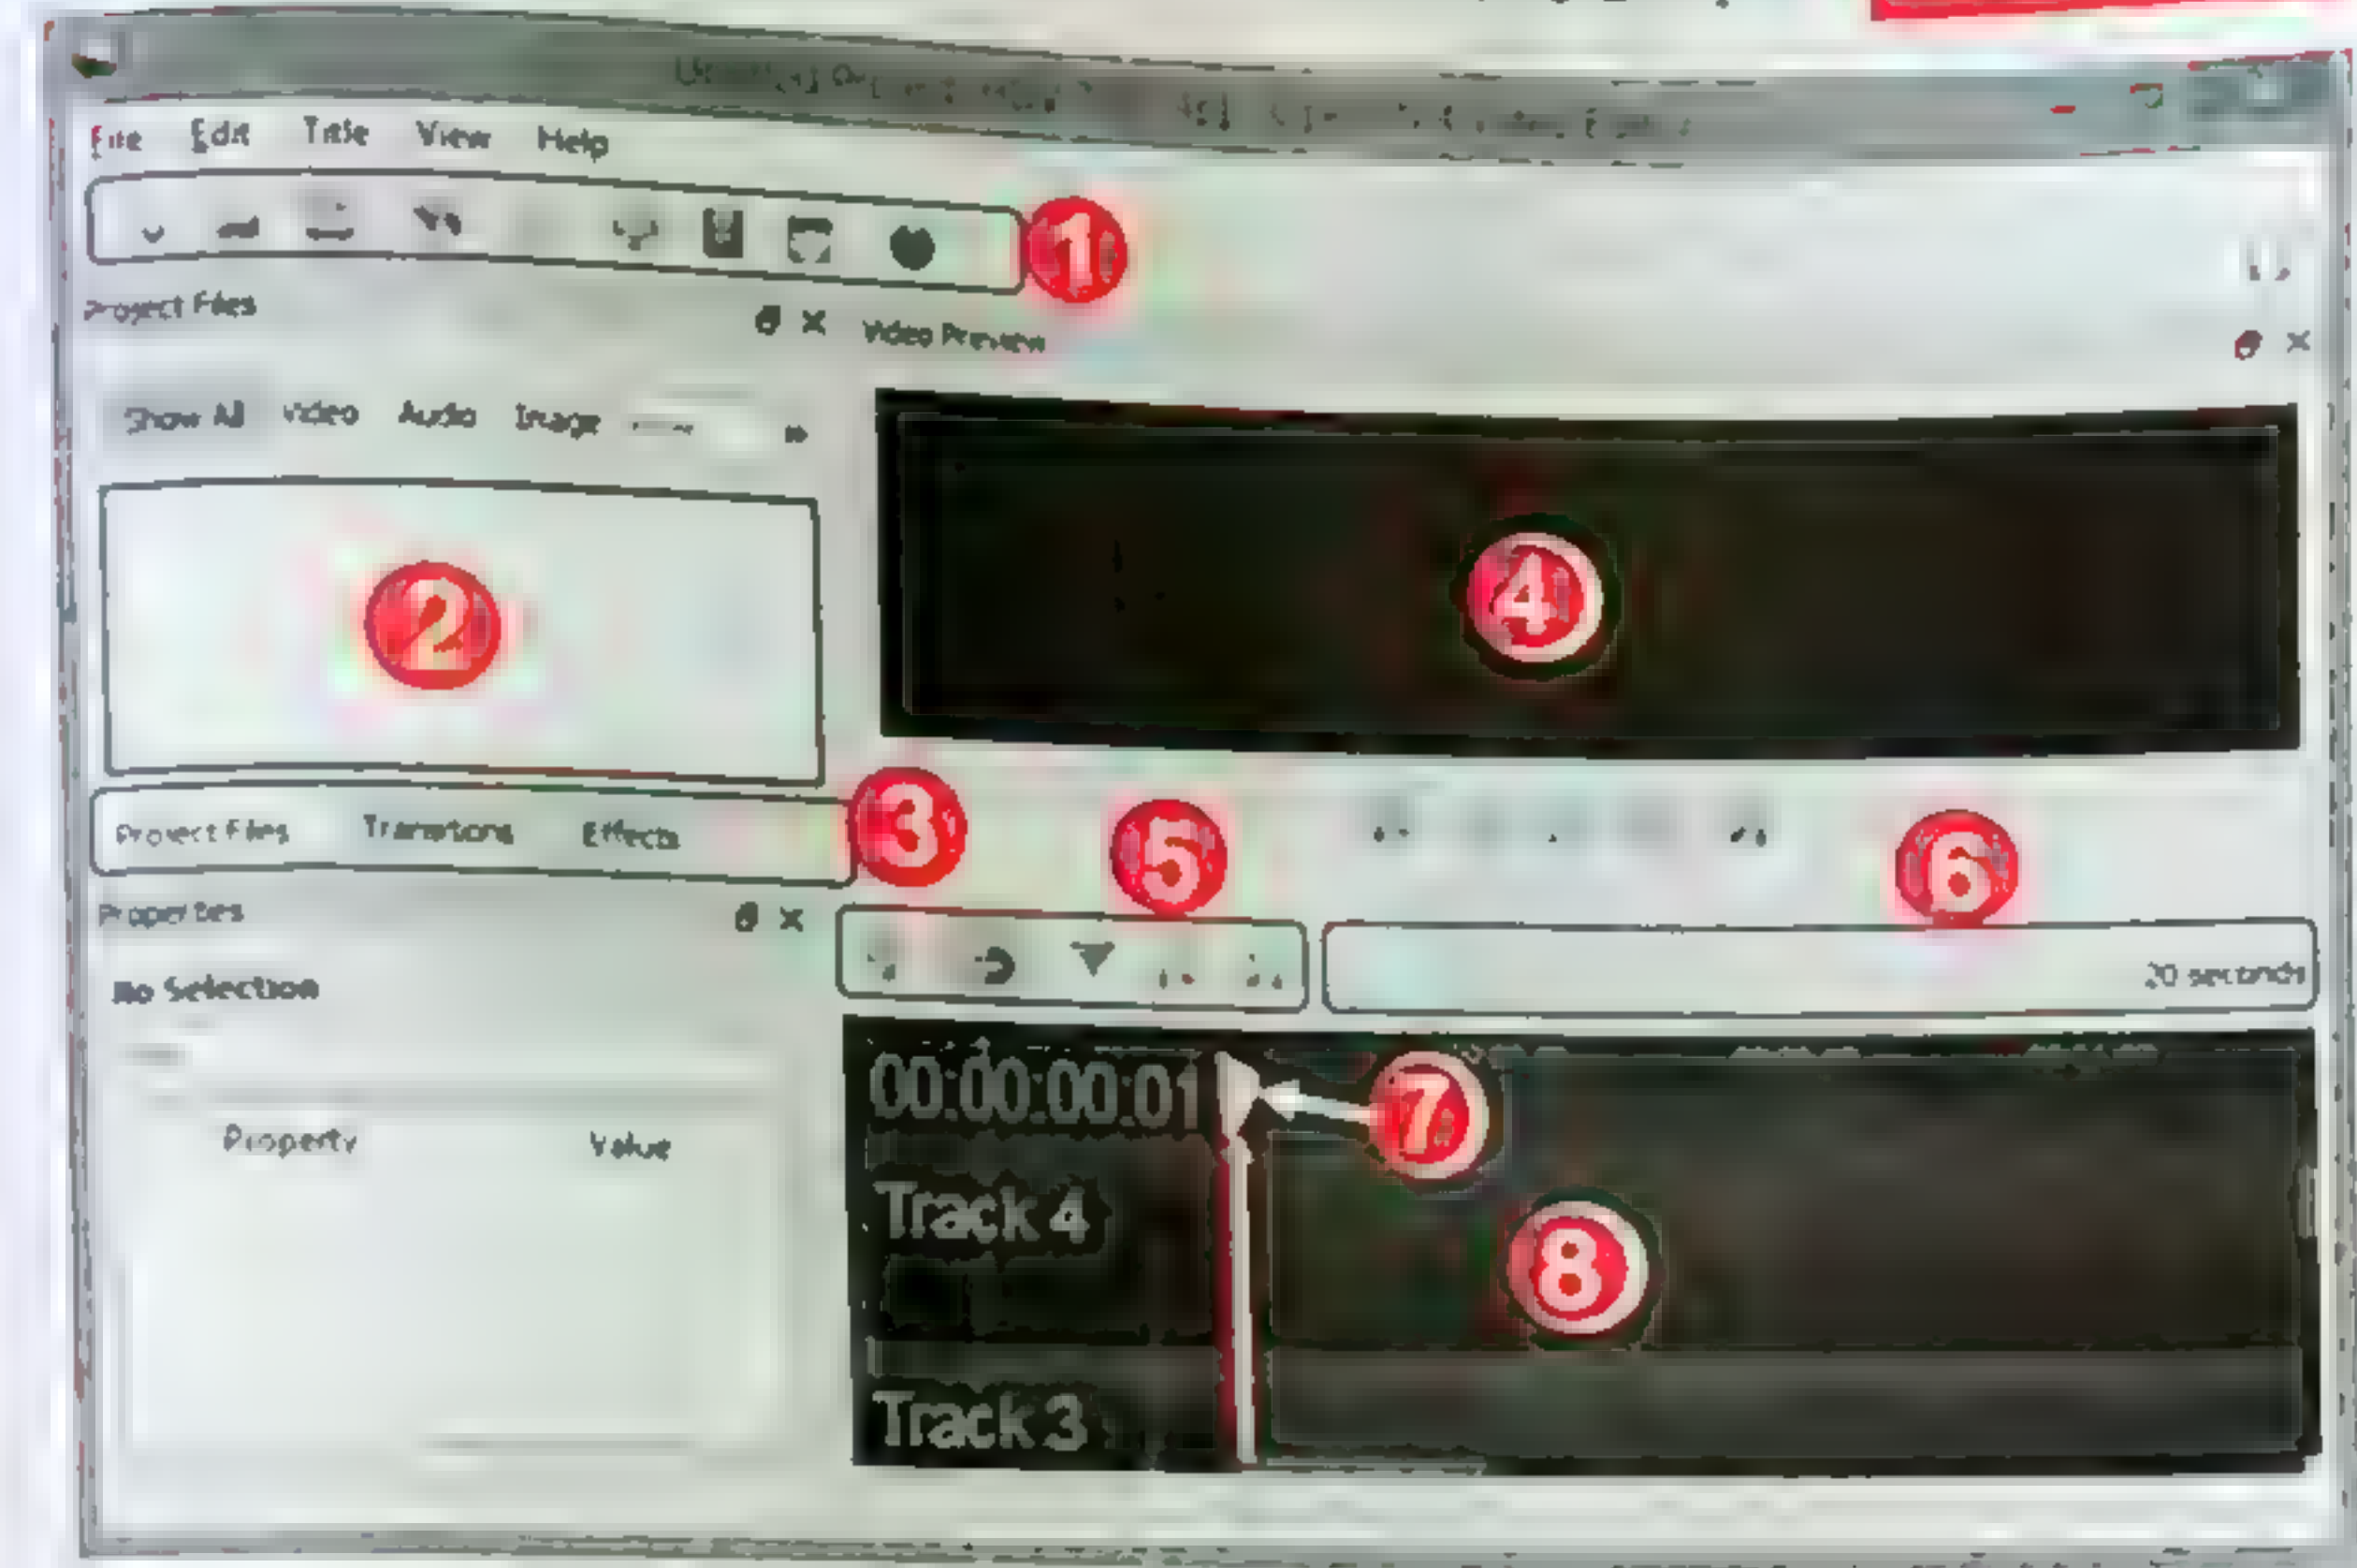 File Edit Title View Help
1
Project Files
Video Preview
Show All Video Audio Image
2
4
3
5
6
Project Files Transitions Effects
Properties
No Selection
20 seconds
00:00:00:01
7
Property Value
Track 4
8
Track 3